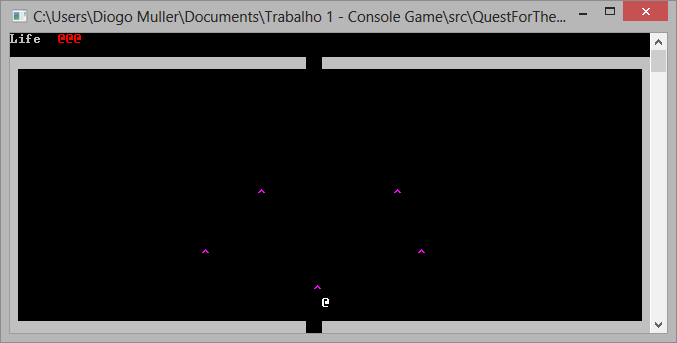 C:\Users\Diogo Muller\Documents\Trabalho 1 - Console Game\src\QuestForThe...
Life @@@
^ ^
^ ^
^
@